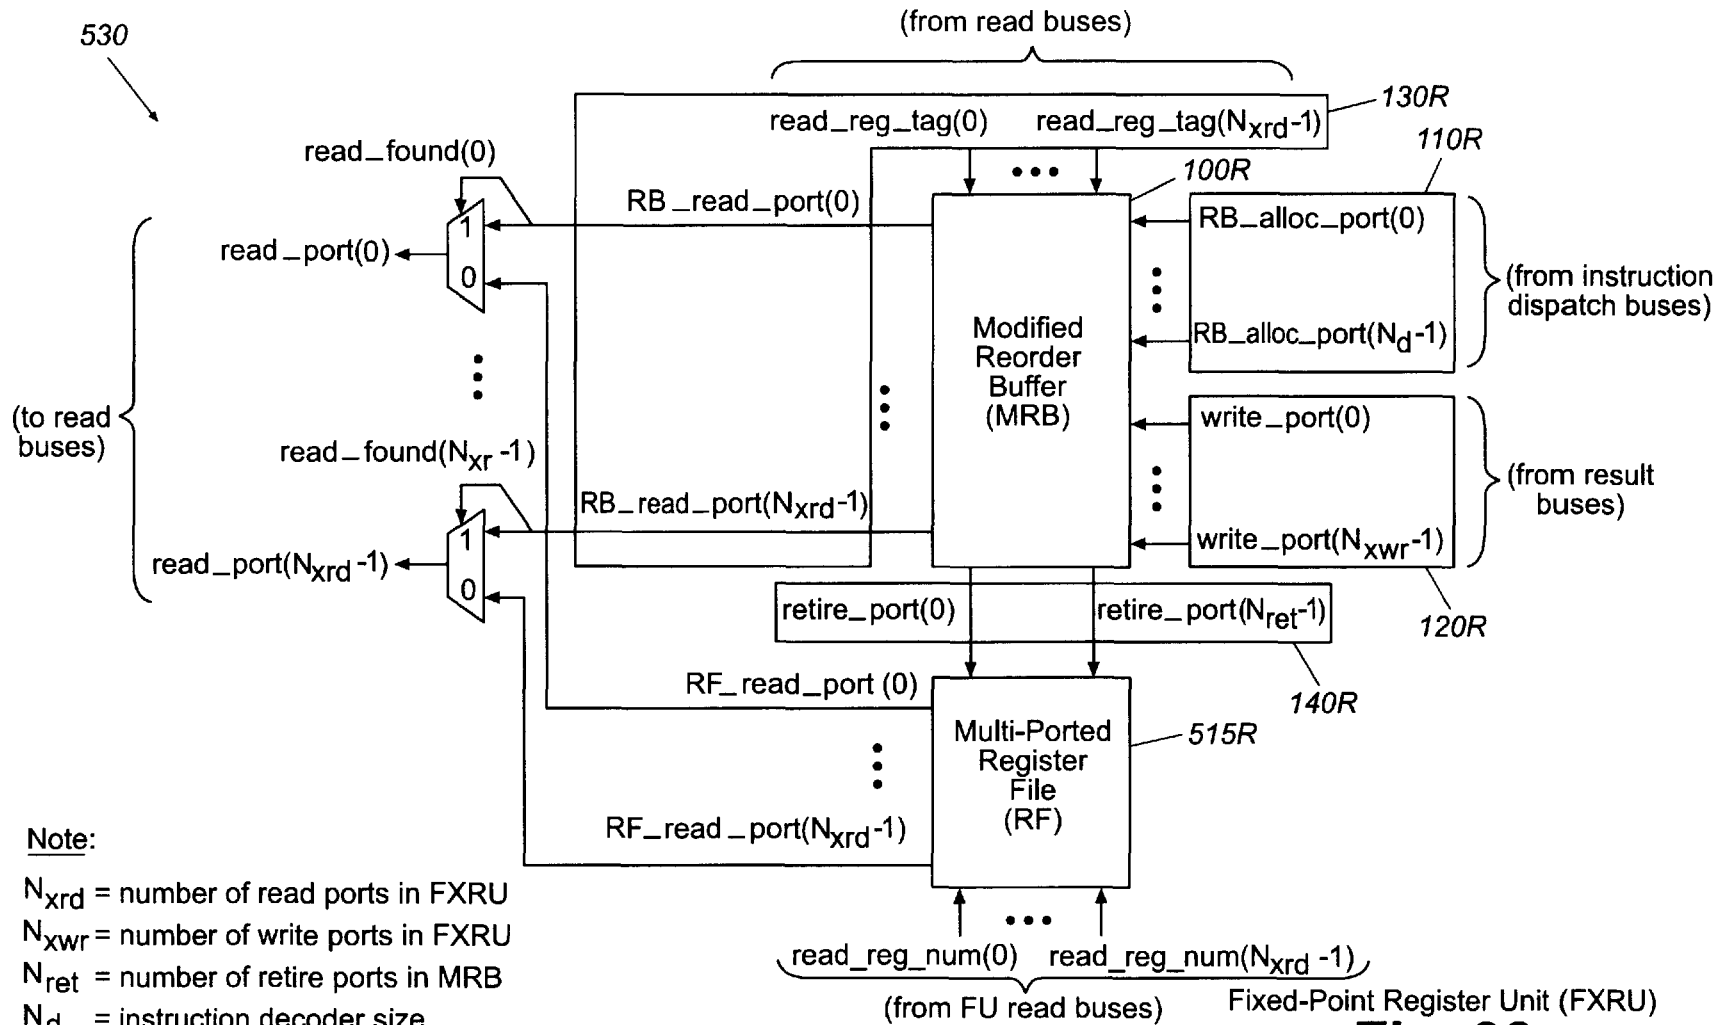 530
(from read buses)
130R
read_reg_tag(0) read_reg_tag(Nxrd-1)
110R
read_found(0)
100R
RB_read_port(0)
1
RB_alloc_port(0)
read_port(0)
0
(from instruction
dispatch buses)
Modified
Reorder
Buffer
(MRB)
RB_alloc_port(Nd-1)
(to read
buses)
write_port(0)
read_found(Nxr-1)
(from result
buses)
RB_read_port(Nxrd-1)
1
write_port(Nxwr-1)
read_port(Nxrd-1)
0
retire_port(0) retire_port(Nret-1)
120R
RF_read_port (0)
140R
Multi-Ported
Register
File
(RF)
515R
RF_read_port(Nxrd-1)
Note:
Nxrd = number of read ports in FXRU
Nxwr = number of write ports in FXRU
Nret = number of retire ports in MRB
Nd = instruction decoder size
read_reg_num(0) read_reg_num(Nxrd-1)
(from FU read buses)
Fixed-Point Register Unit (FXRU)